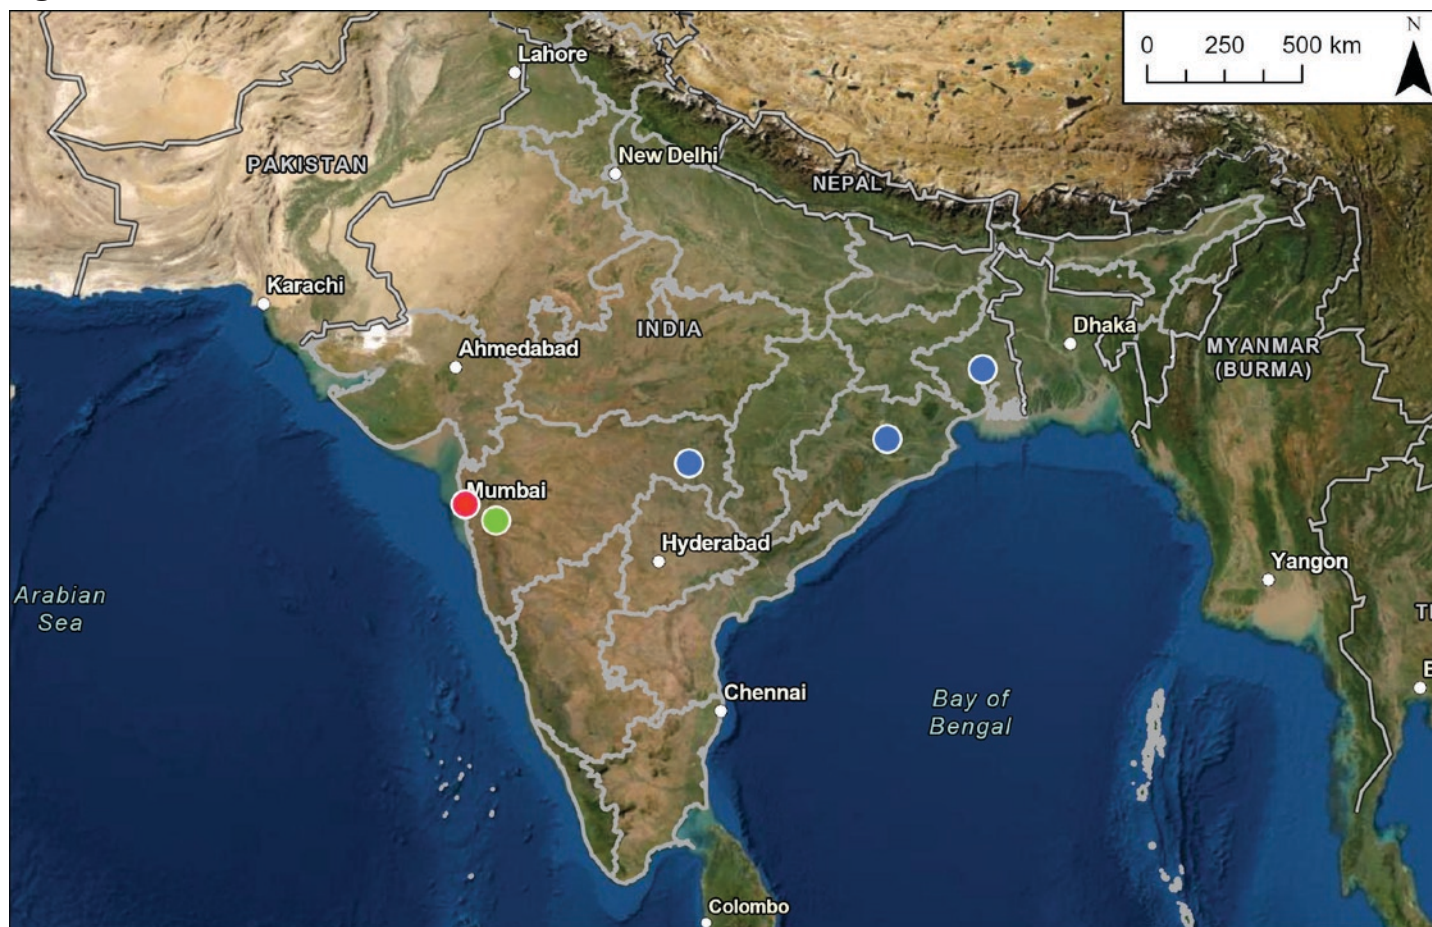 Lahore
0 250 500 km
N
New Delhi
PAKISTAN
NEPAL
Karachi
INDIA
Dhaka
Ahmedabad
MYANMAR
(BURMA)
Mumbai
Hyderabad
Yangon
Arabian
Sea
Chennai
Bay of
Bengal
Colombo